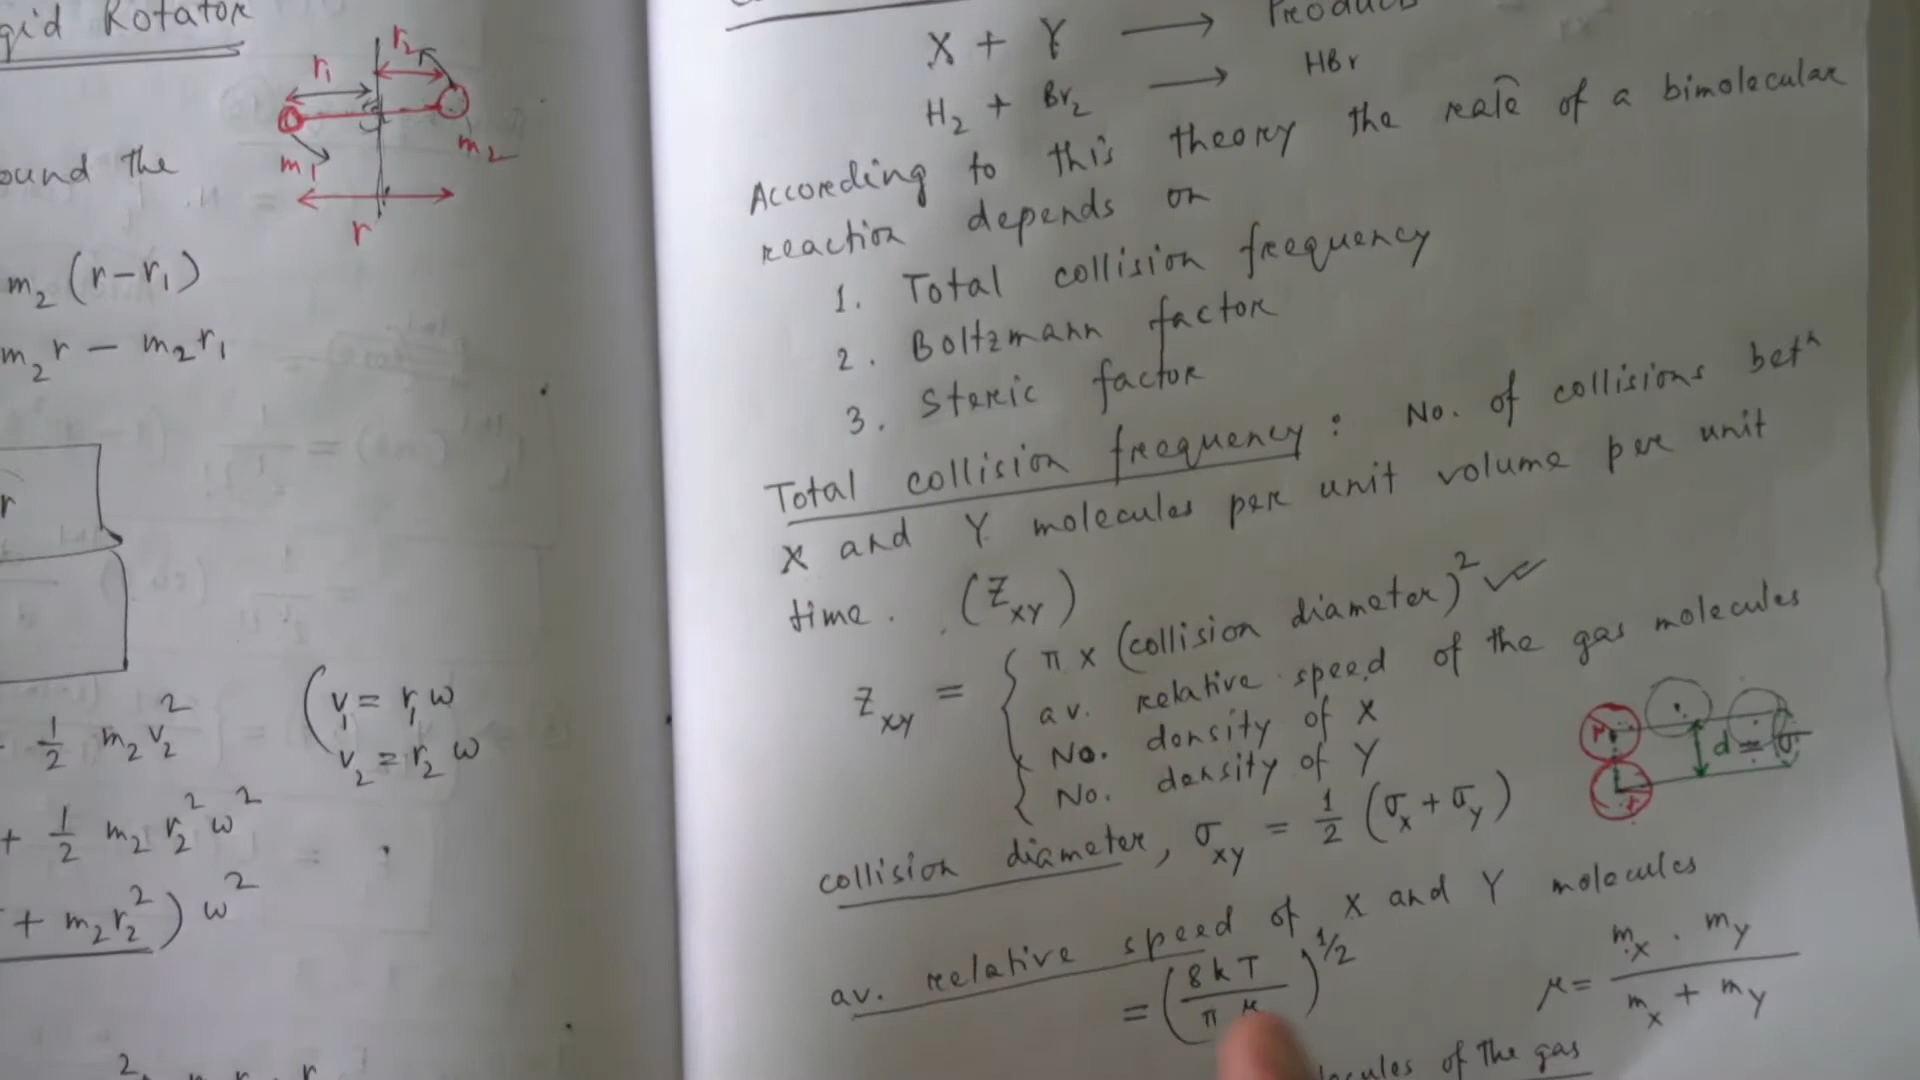 Rotator
r₁ r₂
m₁ m₂
r
ound the
m₂ (r-r₁)
m₂r - m₂r₁
r
½ m₂v₂²
(v₁ = r₁ω
v₂ = r₂ω
+ ½ m₂r₂²ω²
+ m₂r₂²) ω²
X + Y ⟶ Product
H₂ + Br₂ ⟶ HBr
According to this theory the rate of a bimolecular
reaction depends on
1. Total collision frequency
2. Boltzmann factor
3. Steric factor
Total collision frequency : No. of collisions betⁿ
X and Y molecules per unit volume per unit
time. (Z_xy)
Z_xy = { π x (collision diameter)² ✓
av. relative speed of the gas molecules
No. density of X
No. density of Y
d = σ
collision diameter, σ_xy = ½ (σ_x + σ_y)
av. relative speed of X and Y molecules
= (8kT / πμ)^1/2 μ = m_x . m_y / m_x + m_y
of the gas